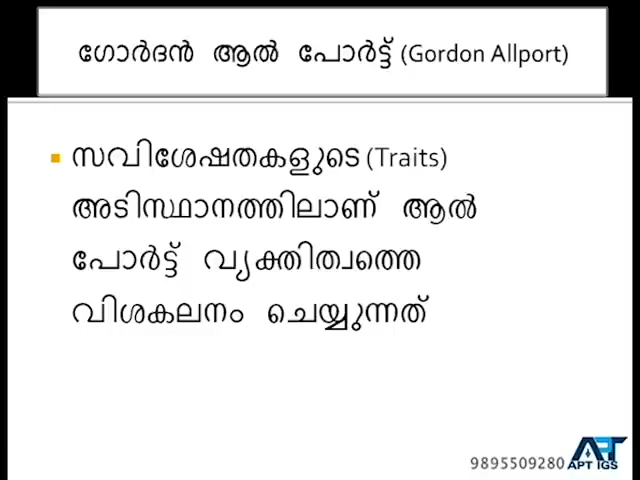 ഗോർദൻ ആൽ പോർട്ട് (Gordon Allport)
സവിശേഷതകളുടെ (Traits)
അടിസ്ഥാനത്തിലാണ് ആൽ
പോർട്ട് വ്യക്തിത്വത്തെ
വിശകലനം ചെയ്യുന്നത്
9895509280
APT
APT IGS